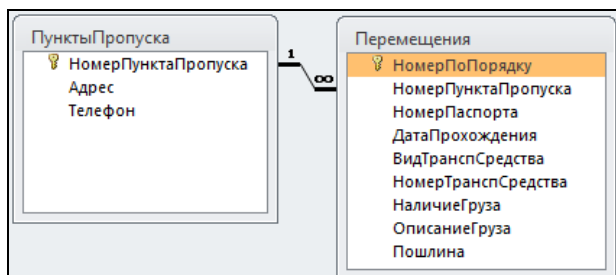 ПунктыПропуска
НомерПунктаПропуска
Адрес
Телефон
1
∞
Перемещения
НомерПоПорядку
НомерПунктаПропуска
НомерПаспорта
ДатаПрохождения
ВидТранспСредства
НомерТранспСредства
НаличиеГруза
ОписаниеГруза
Пошлина